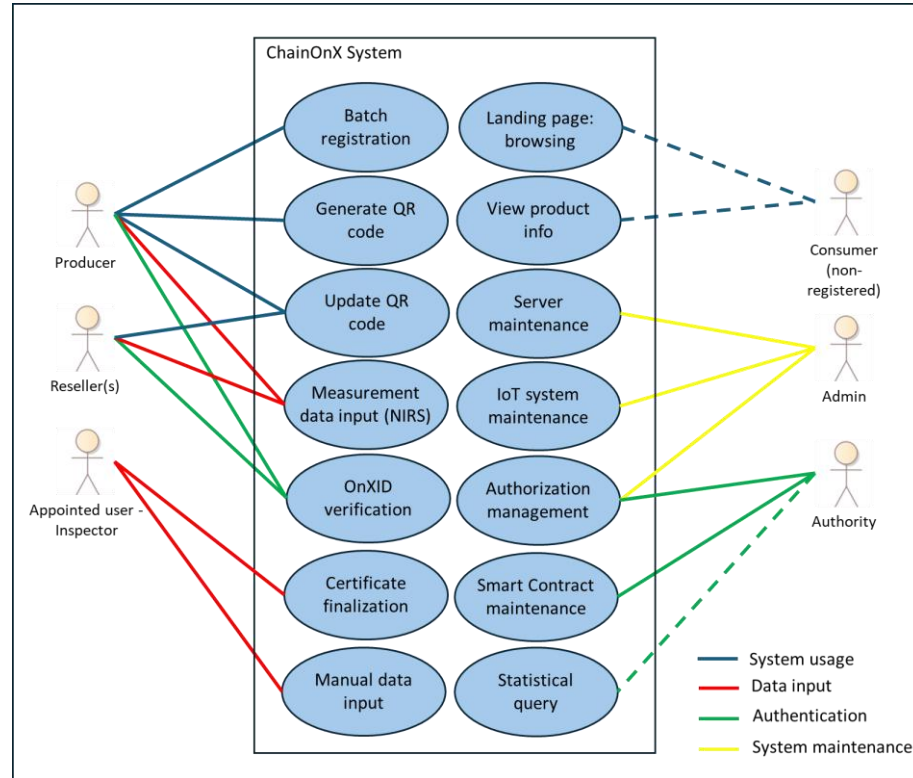 ChainOnX System
Batch
registration
Landing page:
browsing
Generate QR
code
View product
info
Producer
Consumer
(non-
registered)
Update QR
code
Server
maintenance
Reseller(s)
Measurement
data input (NIRS)
IoT system
maintenance
Admin
OnXID
verification
Authorization
management
Appointed user -
Inspector
Authority
Certificate
finalization
Smart Contract
maintenance
Manual data
input
Statistical
query
System usage
Data input
Authentication
System maintenance